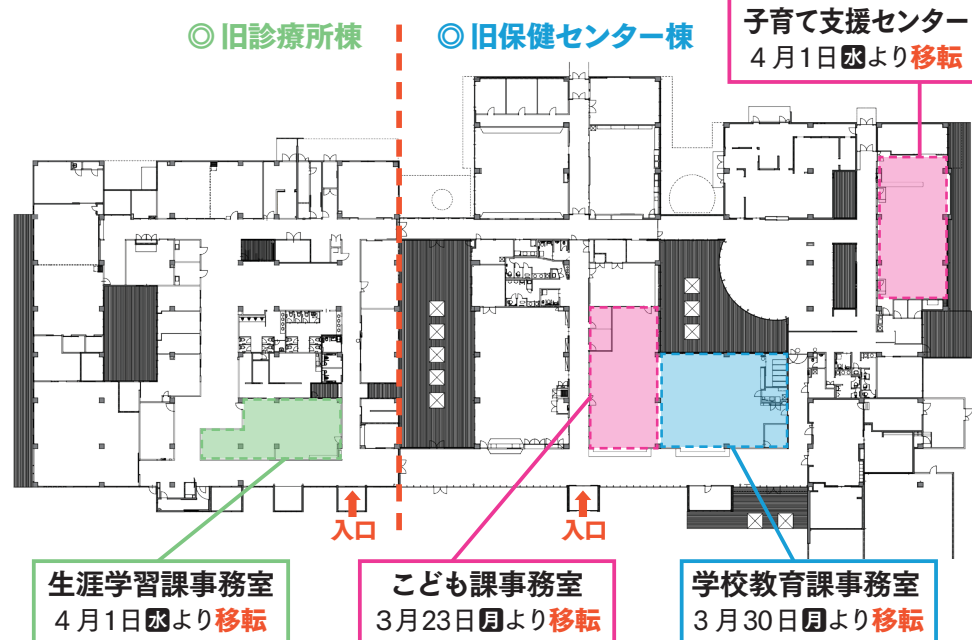 ◎ 旧診療所棟
◎ 旧保健センター棟
子育て支援センター
4月1日水より移転
入口
入口
生涯学習課事務室
4月1日水より移転
こども課事務室
3月23日月より移転
学校教育課事務室
3月30日月より移転